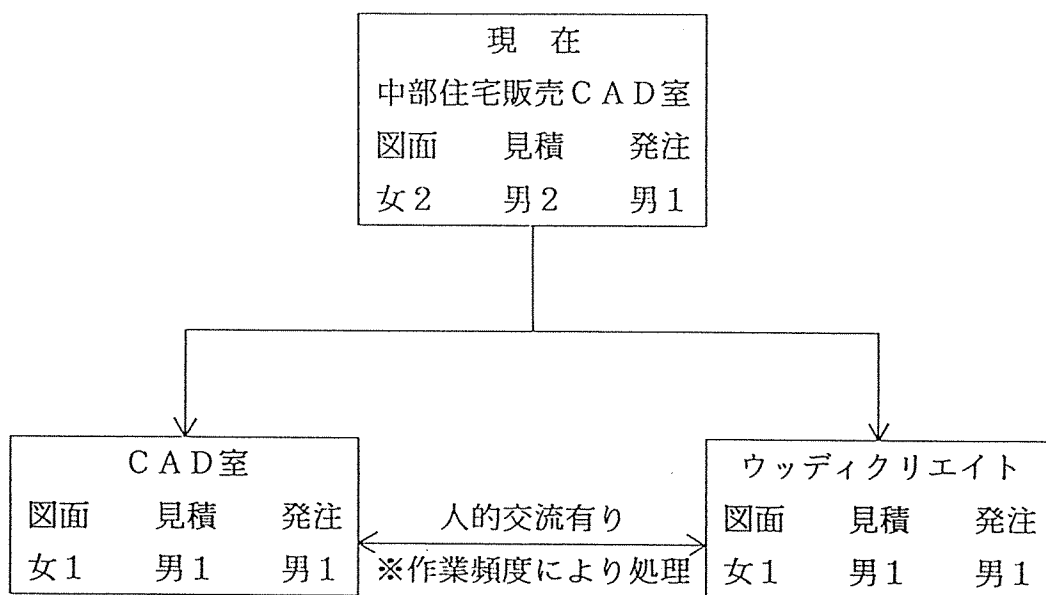 現　在
中部住宅販売ＣＡＤ室
図面　見積　発注
女２　男２　男１
ＣＡＤ室
図面　見積　発注
女１　男１　男１
人的交流有り
※作業頻度により処理
ウッディクリエイト
図面　見積　発注
女１　男１　男１